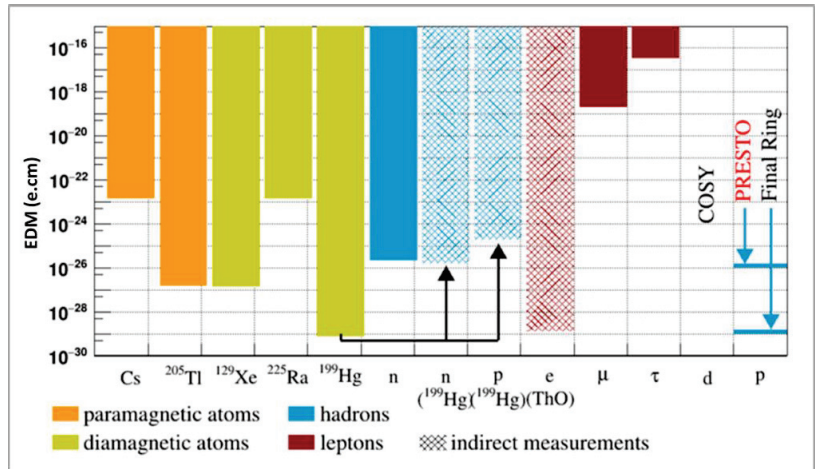 EDM (e.cm)
10⁻¹⁶
10⁻¹⁸
10⁻²⁰
10⁻²²
10⁻²⁴
10⁻²⁶
10⁻²⁸
10⁻³⁰
COSY
PRESTO
Final Ring
Cs ²⁰⁵Tl ¹²⁹Xe ²²⁵Ra ¹⁹⁹Hg n n p e μ τ d p
(¹⁹⁹Hg)(¹⁹⁹Hg)(ThO)
paramagnetic atoms hadrons
diamagnetic atoms leptons indirect measurements